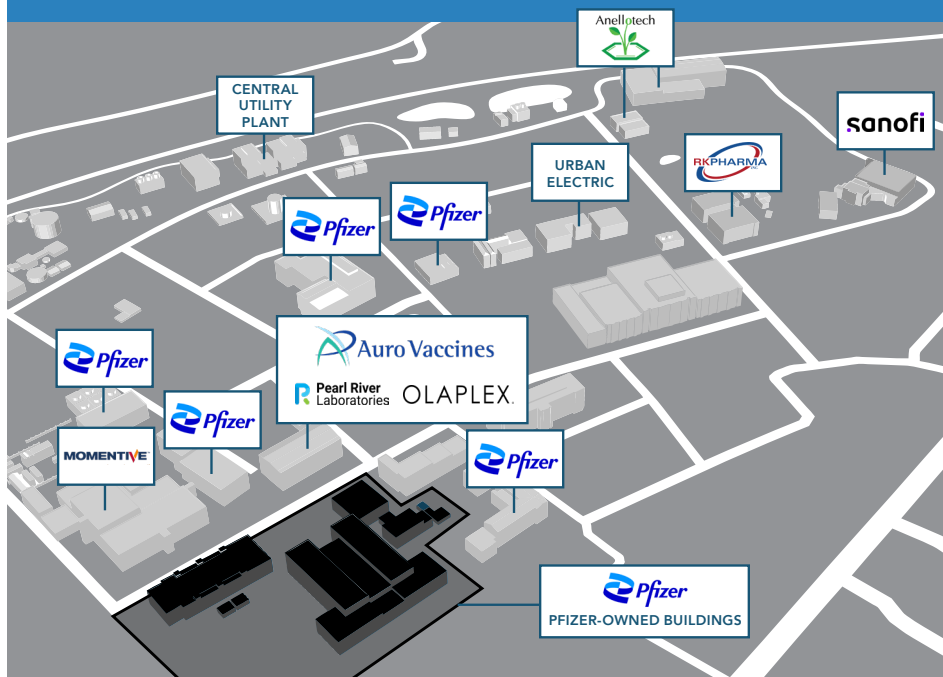 Anellotech
CENTRAL
UTILITY
PLANT
sanofi
RKPHARMA
URBAN
ELECTRIC
Pfizer
Pfizer
Auro Vaccines
Pearl River
Laboratories
OLAPLEX.
Pfizer
Pfizer
MOMENTIVE
Pfizer
Pfizer
PFIZER-OWNED BUILDINGS